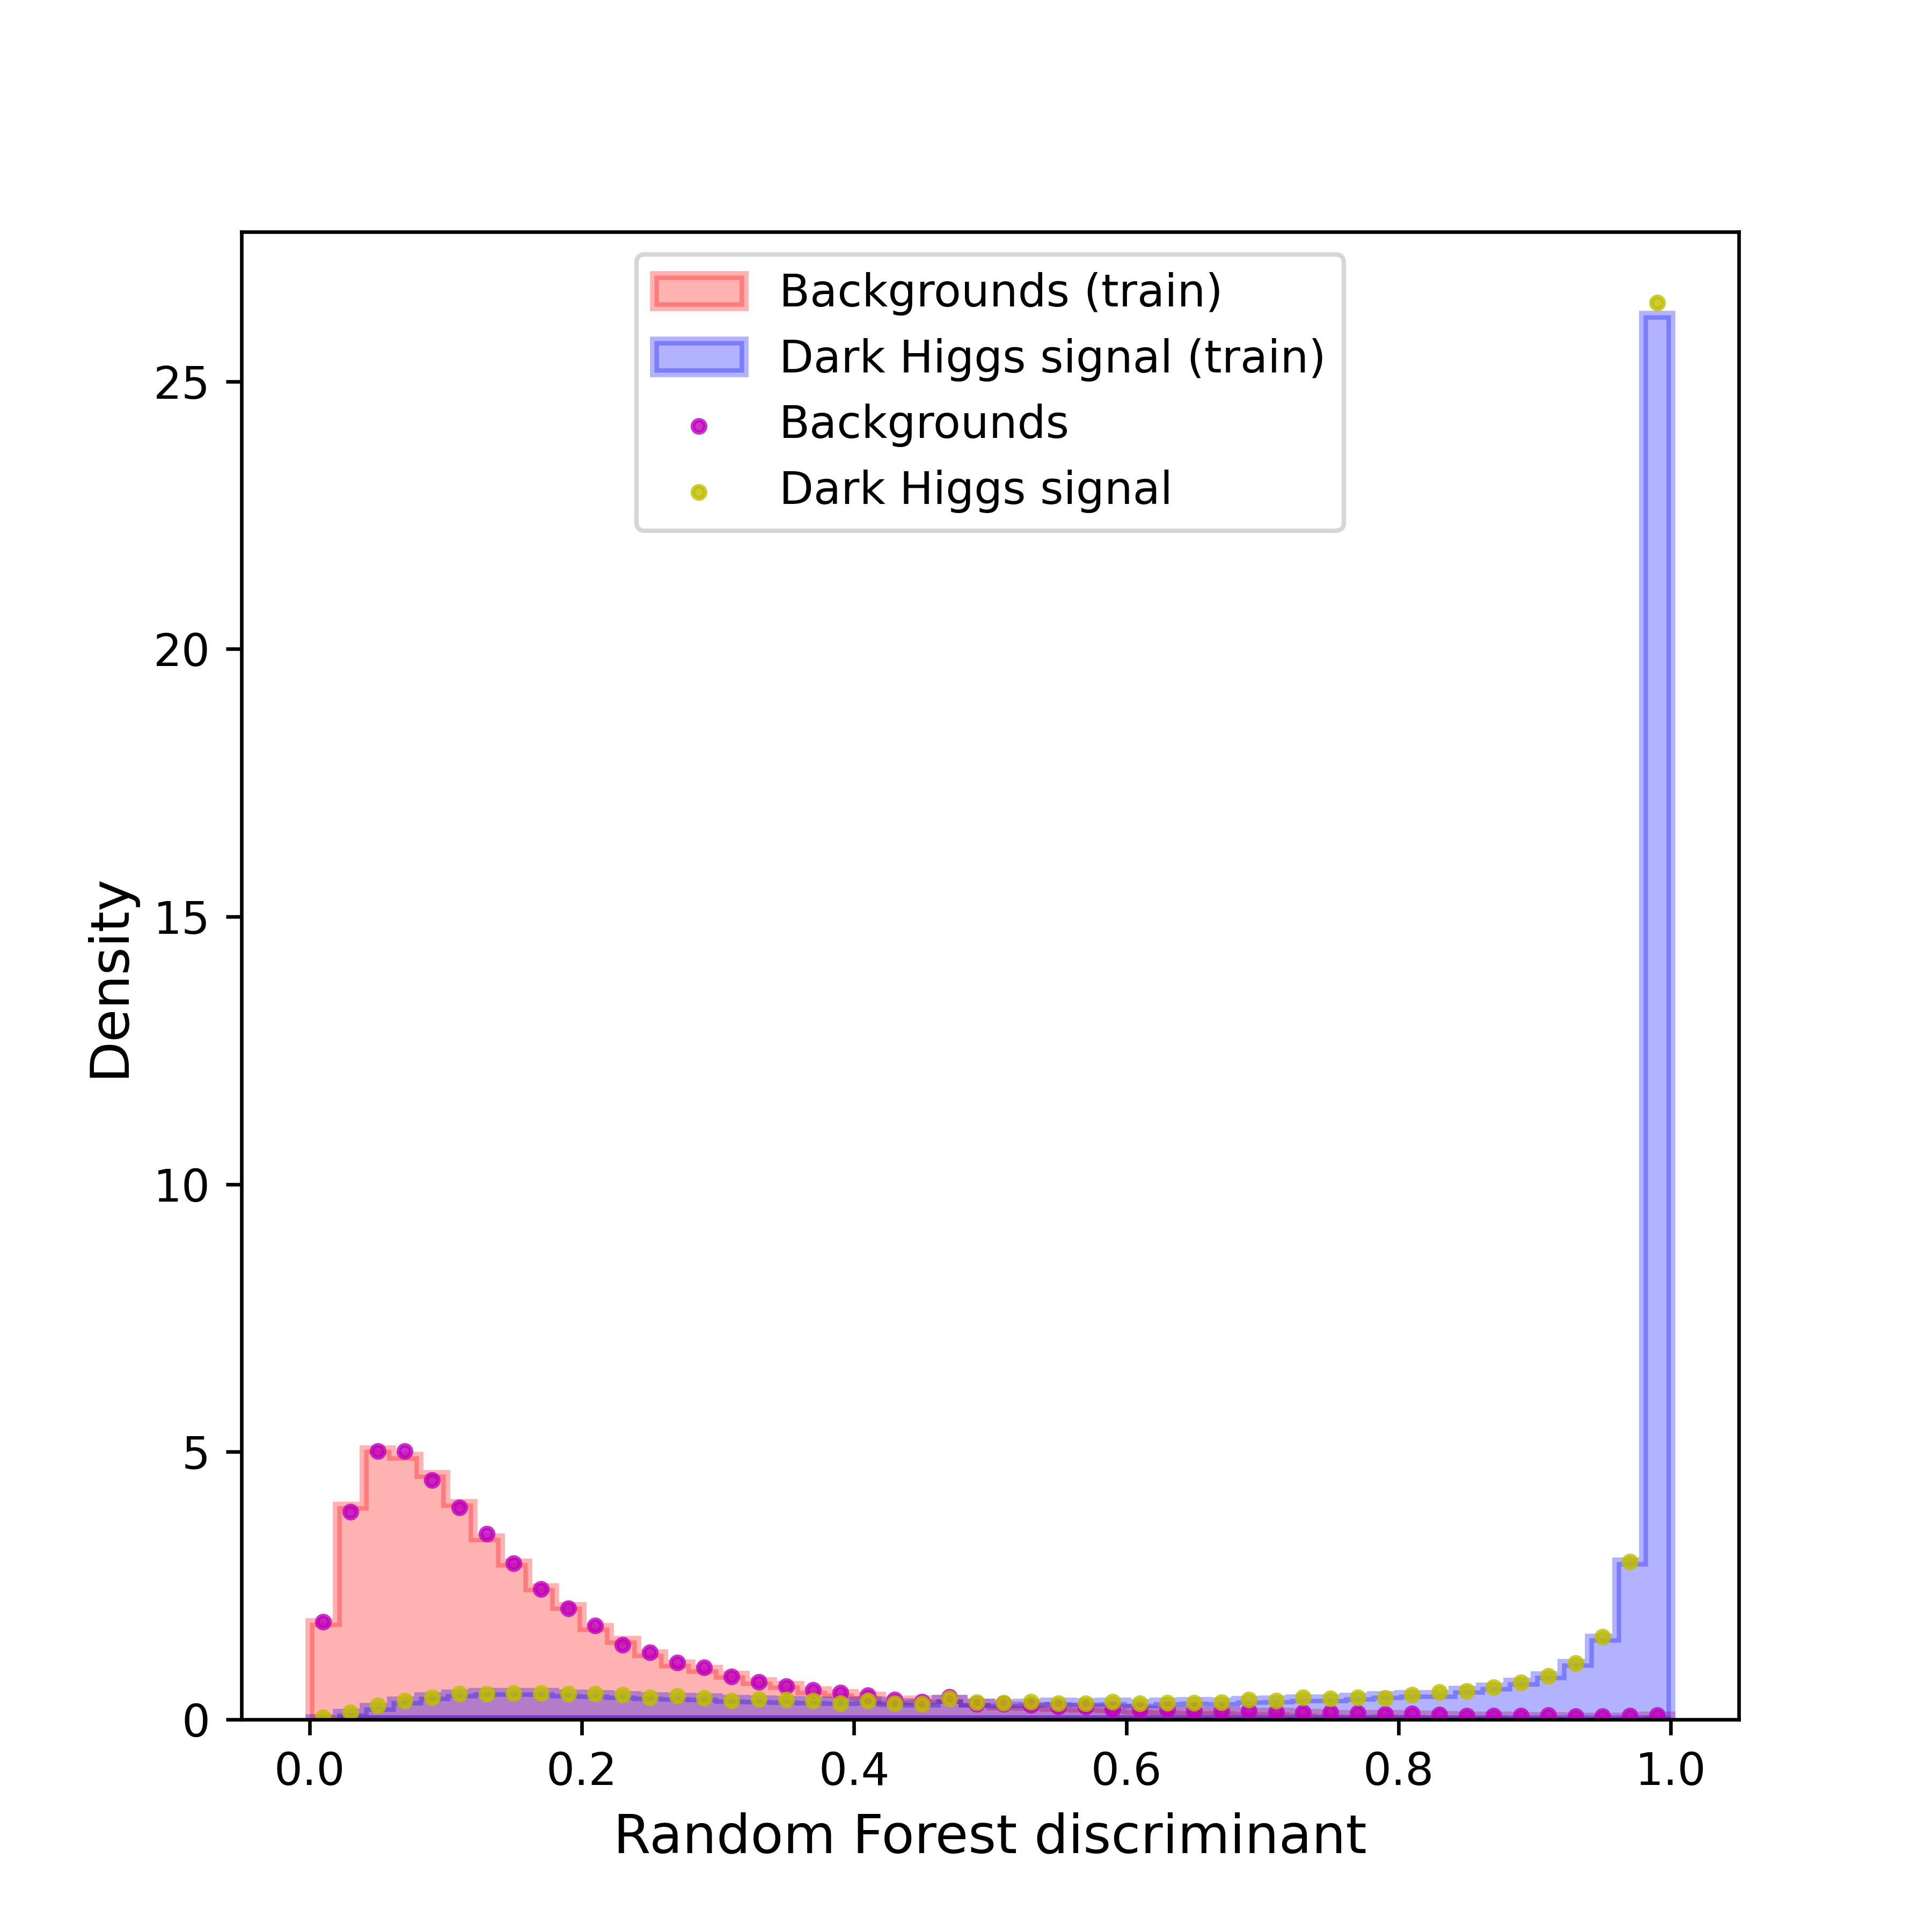 Backgrounds (train)
Dark Higgs signal (train)
Backgrounds
Dark Higgs signal
25
20
15
10
5
0
Density
0.0 0.2 0.4 0.6 0.8 1.0
Random Forest discriminant